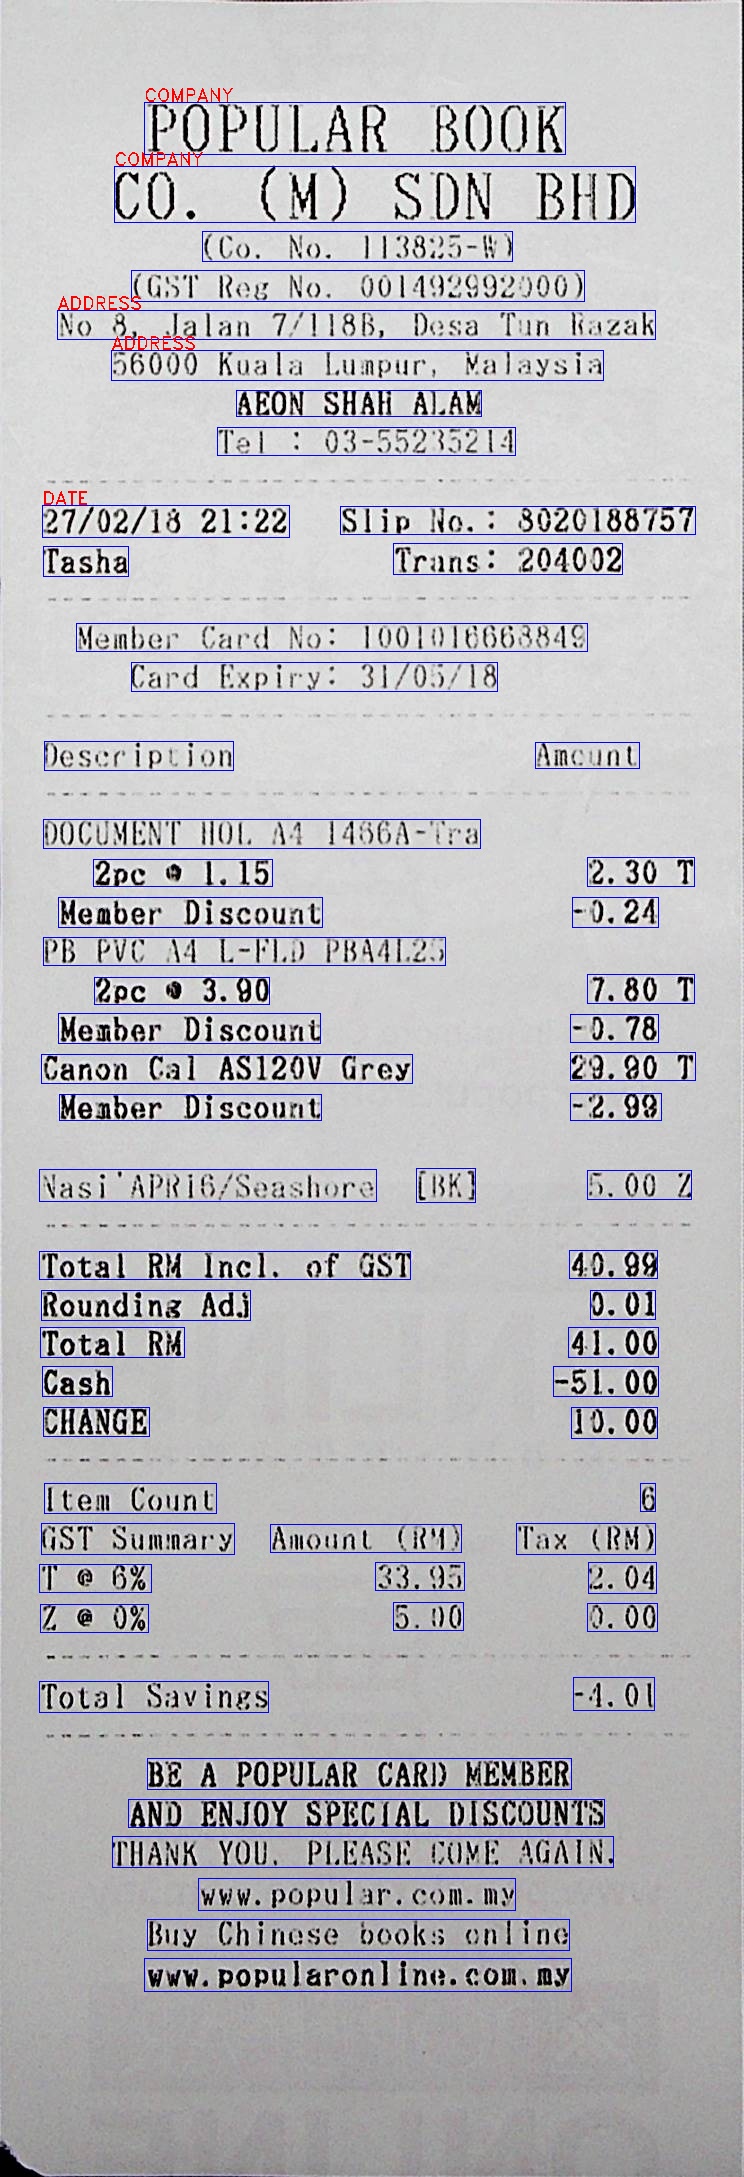 COMPANY
POPULAR BOOK
COMPANY
CO. (M) SDN BHD
(Co. No. 113825-W)
(GST Reg No. 001492992000)
ADDRESS
No 8, Jalan 7/118B, Desa Tun Razak
ADDRESS
56000 Kuala Lumpur, Malaysia
AEON SHAH ALAM
Tel : 03-55235214
DATE
27/02/18 21:22 Slip No.: 8020188757
Tasha Trans: 204002
Member Card No: 1001016668849
Card Expiry: 31/05/18
Description Amount
DOCUMENT HOL A4 1466A-Tra
2pc @ 1.15 2.30 T
Member Discount -0.24
PB PVC A4 L-FLD PBA4L25
2pc @ 3.90 7.80 T
Member Discount -0.78
Canon Cal AS120V Grey 29.90 T
Member Discount -2.99
Nasi'APR16/Seashore [BK] 5.00 Z
Total RM Incl. of GST 40.99
Rounding Adj 0.01
Total RM 41.00
Cash -51.00
CHANGE 10.00
Item Count 6
GST Summary Amount (RM) Tax (RM)
T @ 6% 33.95 2.04
Z @ 0% 5.00 0.00
Total Savings -4.01
BE A POPULAR CARD MEMBER
AND ENJOY SPECIAL DISCOUNTS
THANK YOU. PLEASE COME AGAIN.
www.popular.com.my
Buy Chinese books online
www.popularonline.com.my